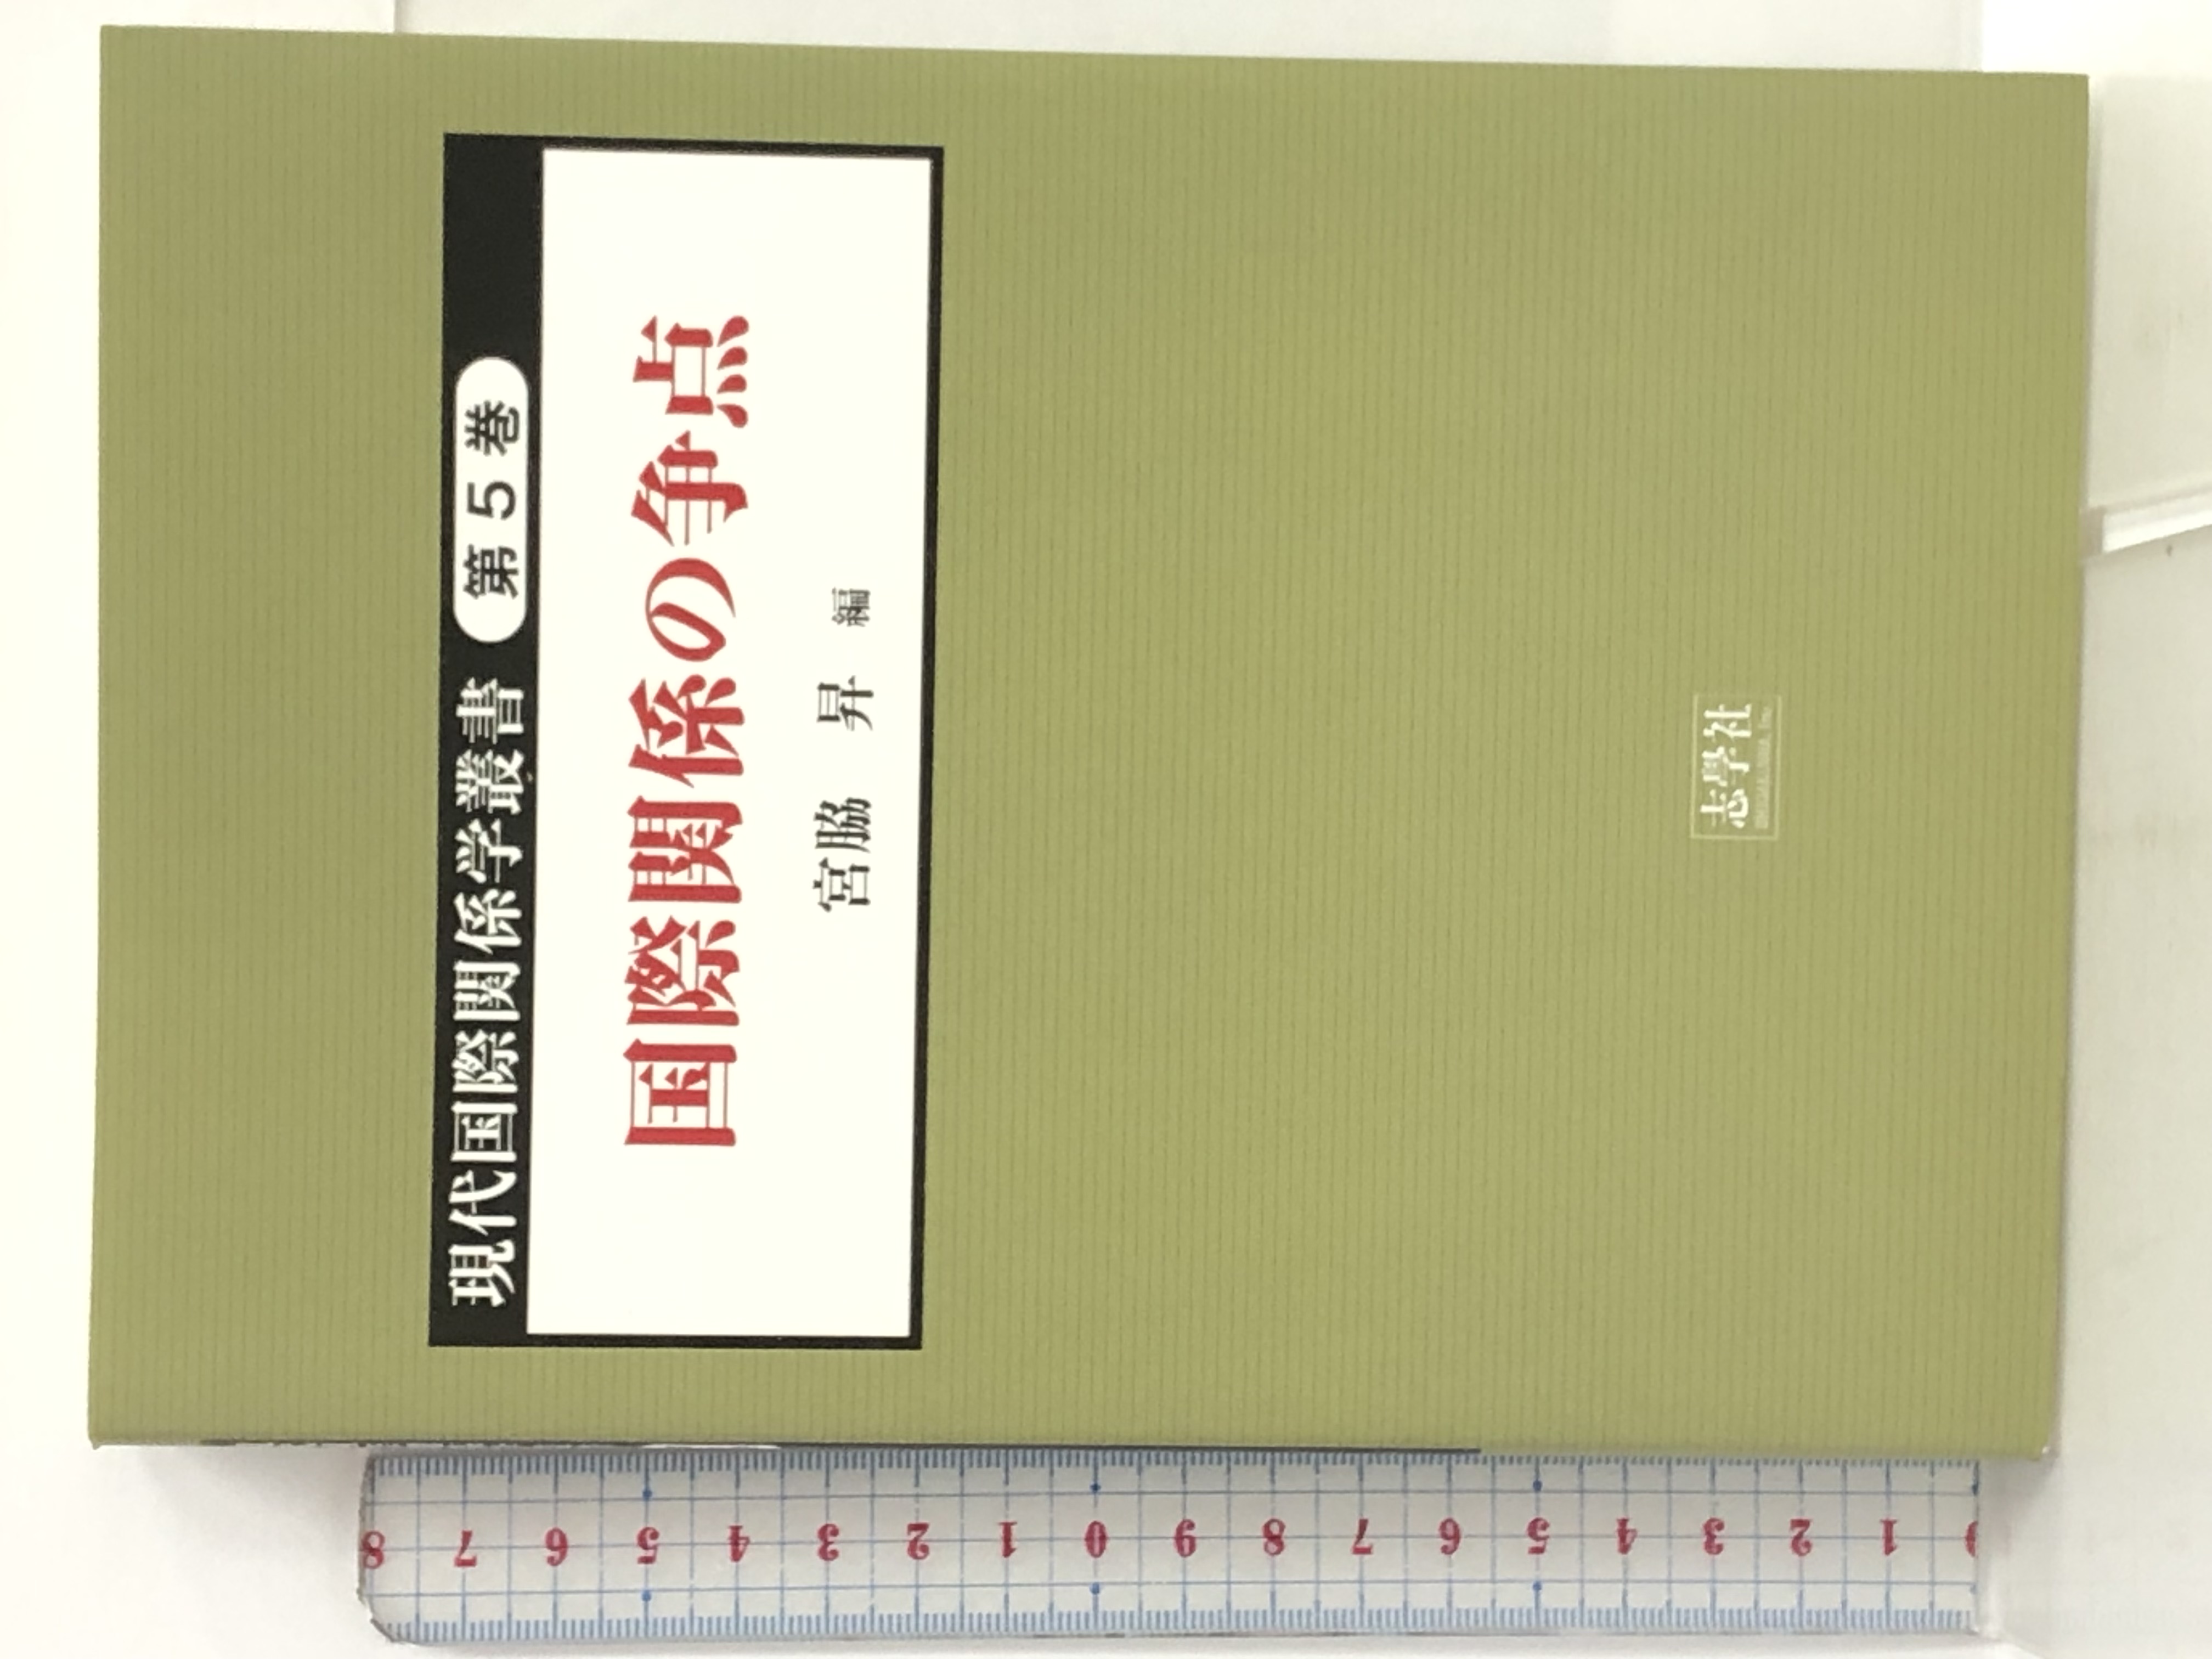 現代国際関係学叢書 第5巻
国際関係の争点
宮脇 昇 編
志學社
8 7 6 5 4 3 2 1 0 9 8 7 6 5 4 3 2 1